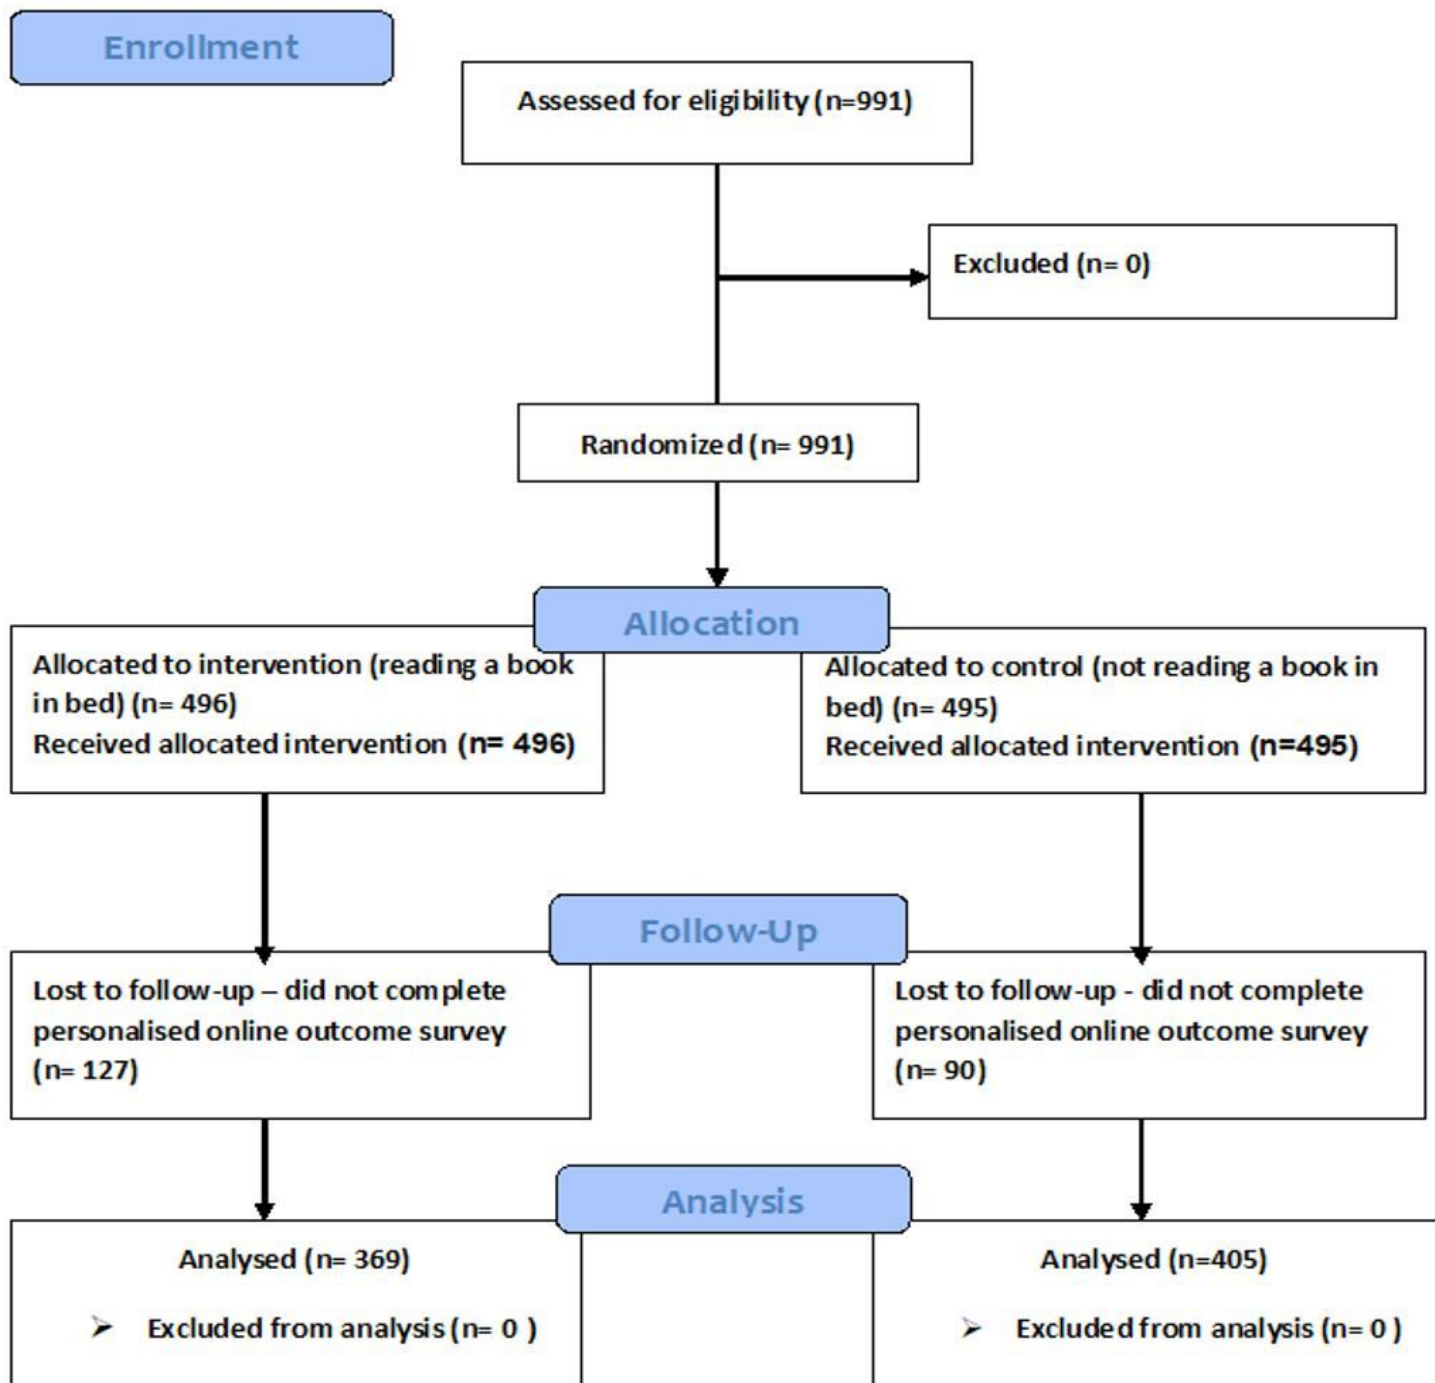 Enrollment
Assessed for eligibility (n=991)
Excluded (n= 0)
Randomized (n= 991)
Allocation
Allocated to intervention (reading a book
in bed) (n= 496)
Received allocated intervention (n= 496)
Allocated to control (not reading a book in
bed) (n= 495)
Received allocated intervention (n=495)
Follow-Up
Lost to follow-up – did not complete
personalised online outcome survey
(n= 127)
Lost to follow-up - did not complete
personalised online outcome survey
(n= 90)
Analysis
Analysed (n= 369)
➢ Excluded from analysis (n= 0 )
Analysed (n=405)
➢ Excluded from analysis (n= 0 )